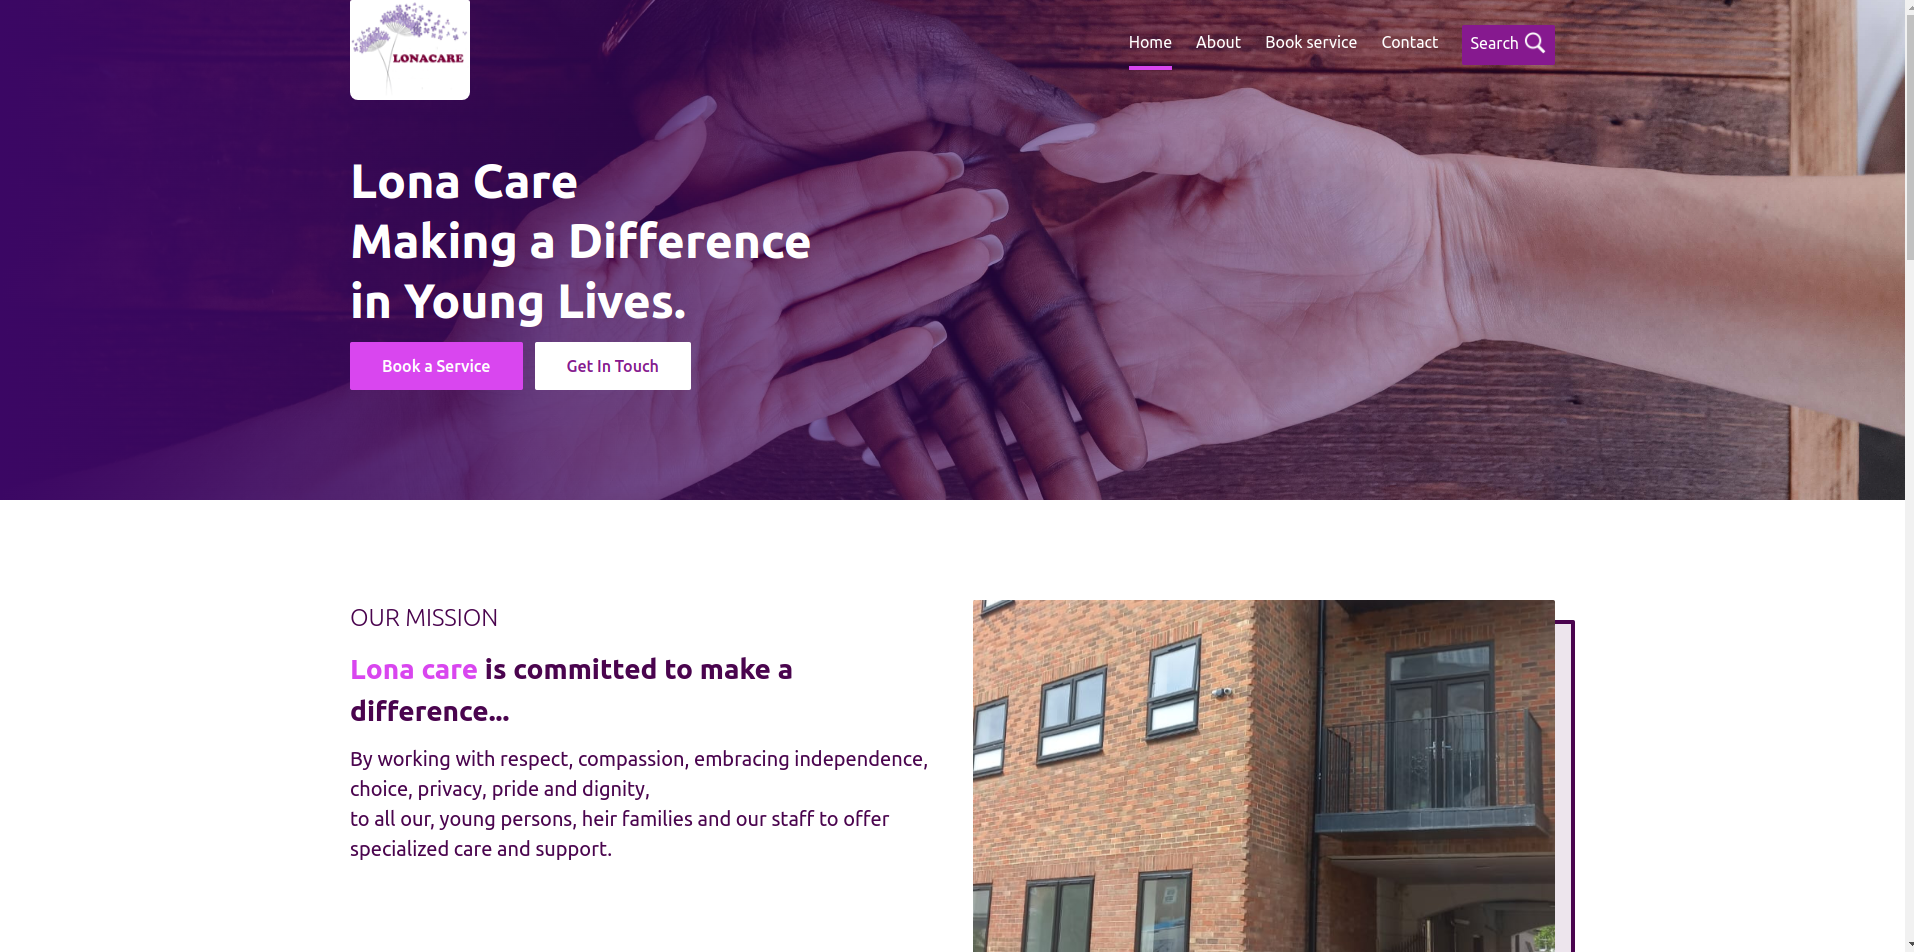 LONACARE
Home
About
Book service
Contact
Search
Lona Care
Making a Difference
in Young Lives.
Book a Service
Get In Touch
OUR MISSION
Lona care is committed to make a
difference...
By working with respect, compassion, embracing independence,
choice, privacy, pride and dignity,
to all our, young persons, heir families and our staff to offer
specialized care and support.